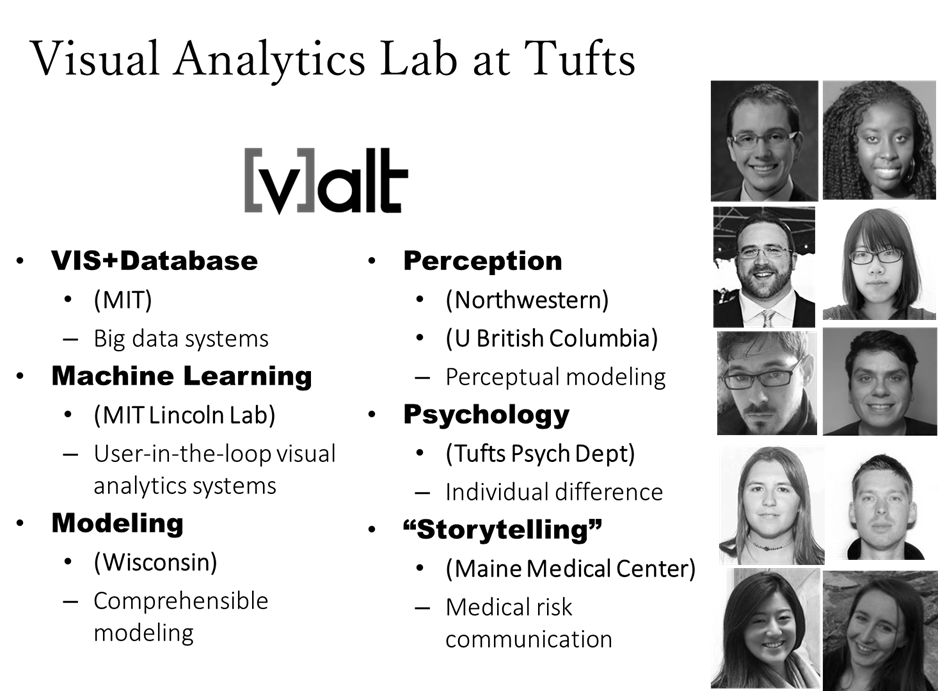 Visual Analytics Lab at Tufts
[v]alt
• VIS+Database
• (MIT)
– Big data systems
• Machine Learning
• (MIT Lincoln Lab)
– User-in-the-loop visual
analytics systems
• Modeling
• (Wisconsin)
– Comprehensible
modeling
• Perception
• (Northwestern)
• (U British Columbia)
– Perceptual modeling
• Psychology
• (Tufts Psych Dept)
– Individual difference
• “Storytelling”
• (Maine Medical Center)
– Medical risk
communication